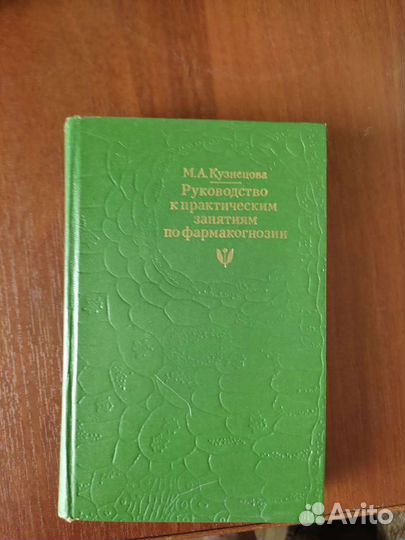 М.А.Кузнецова
Руководство
к практическим
занятиям
по фармакогнозии
Avito